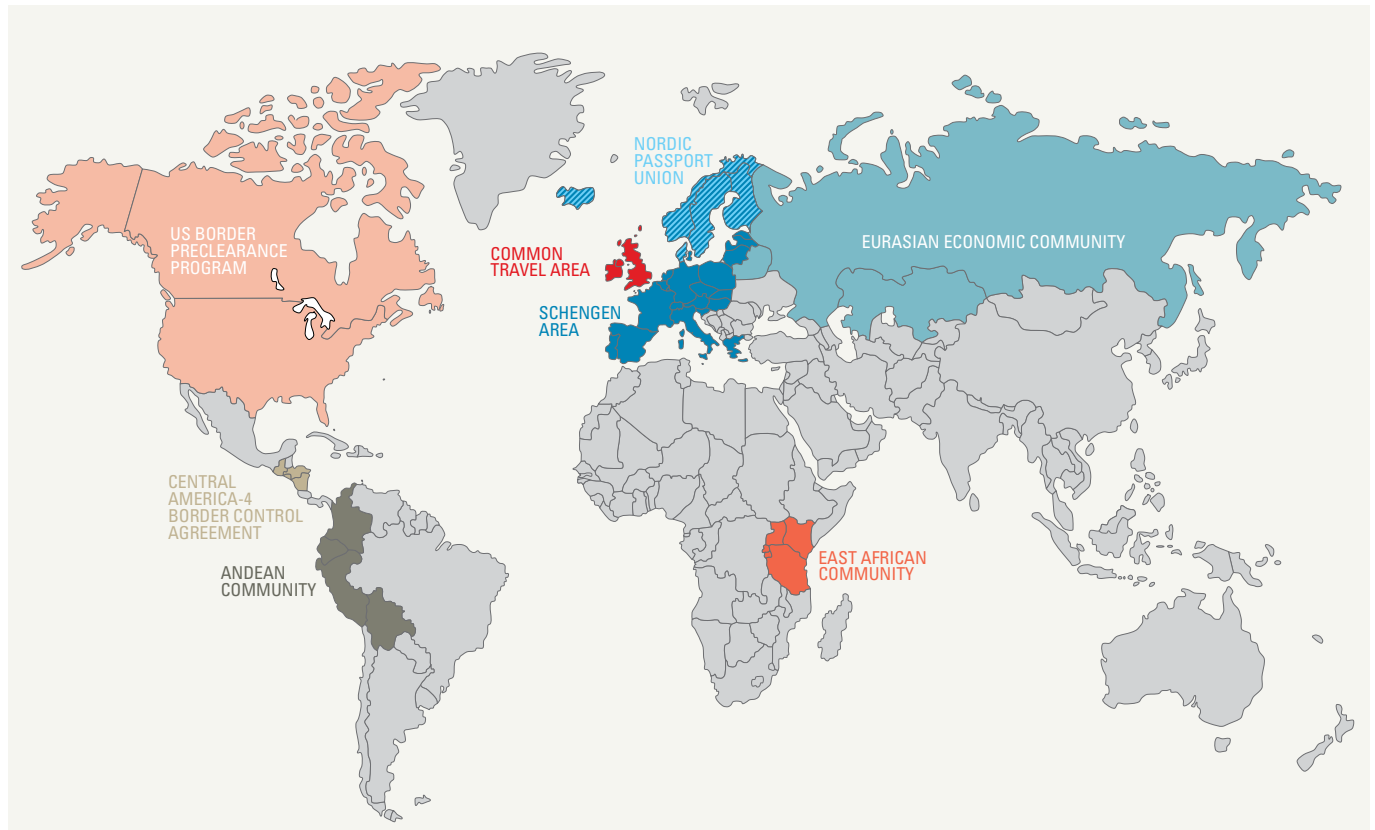 NORDIC
PASSPORT
UNION
US BORDER
PRECLEARANCE
PROGRAM
EURASIAN ECONOMIC COMMUNITY
COMMON
TRAVEL AREA
SCHENGEN
AREA
CENTRAL
AMERICA-4
BORDER CONTROL
AGREEMENT
EAST AFRICAN
COMMUNITY
ANDEAN
COMMUNITY